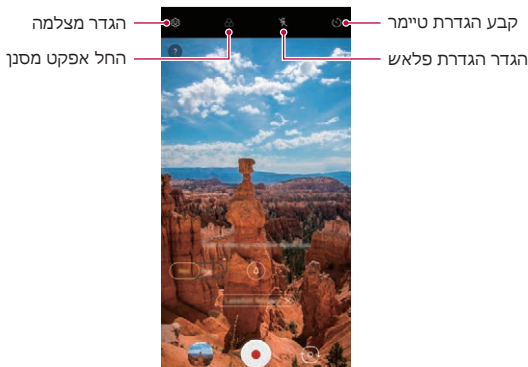 קבע הגדרת טיימר
הגדר הגדרת פלאש
הגדר מצלמה
החל אפקט מסנן
?